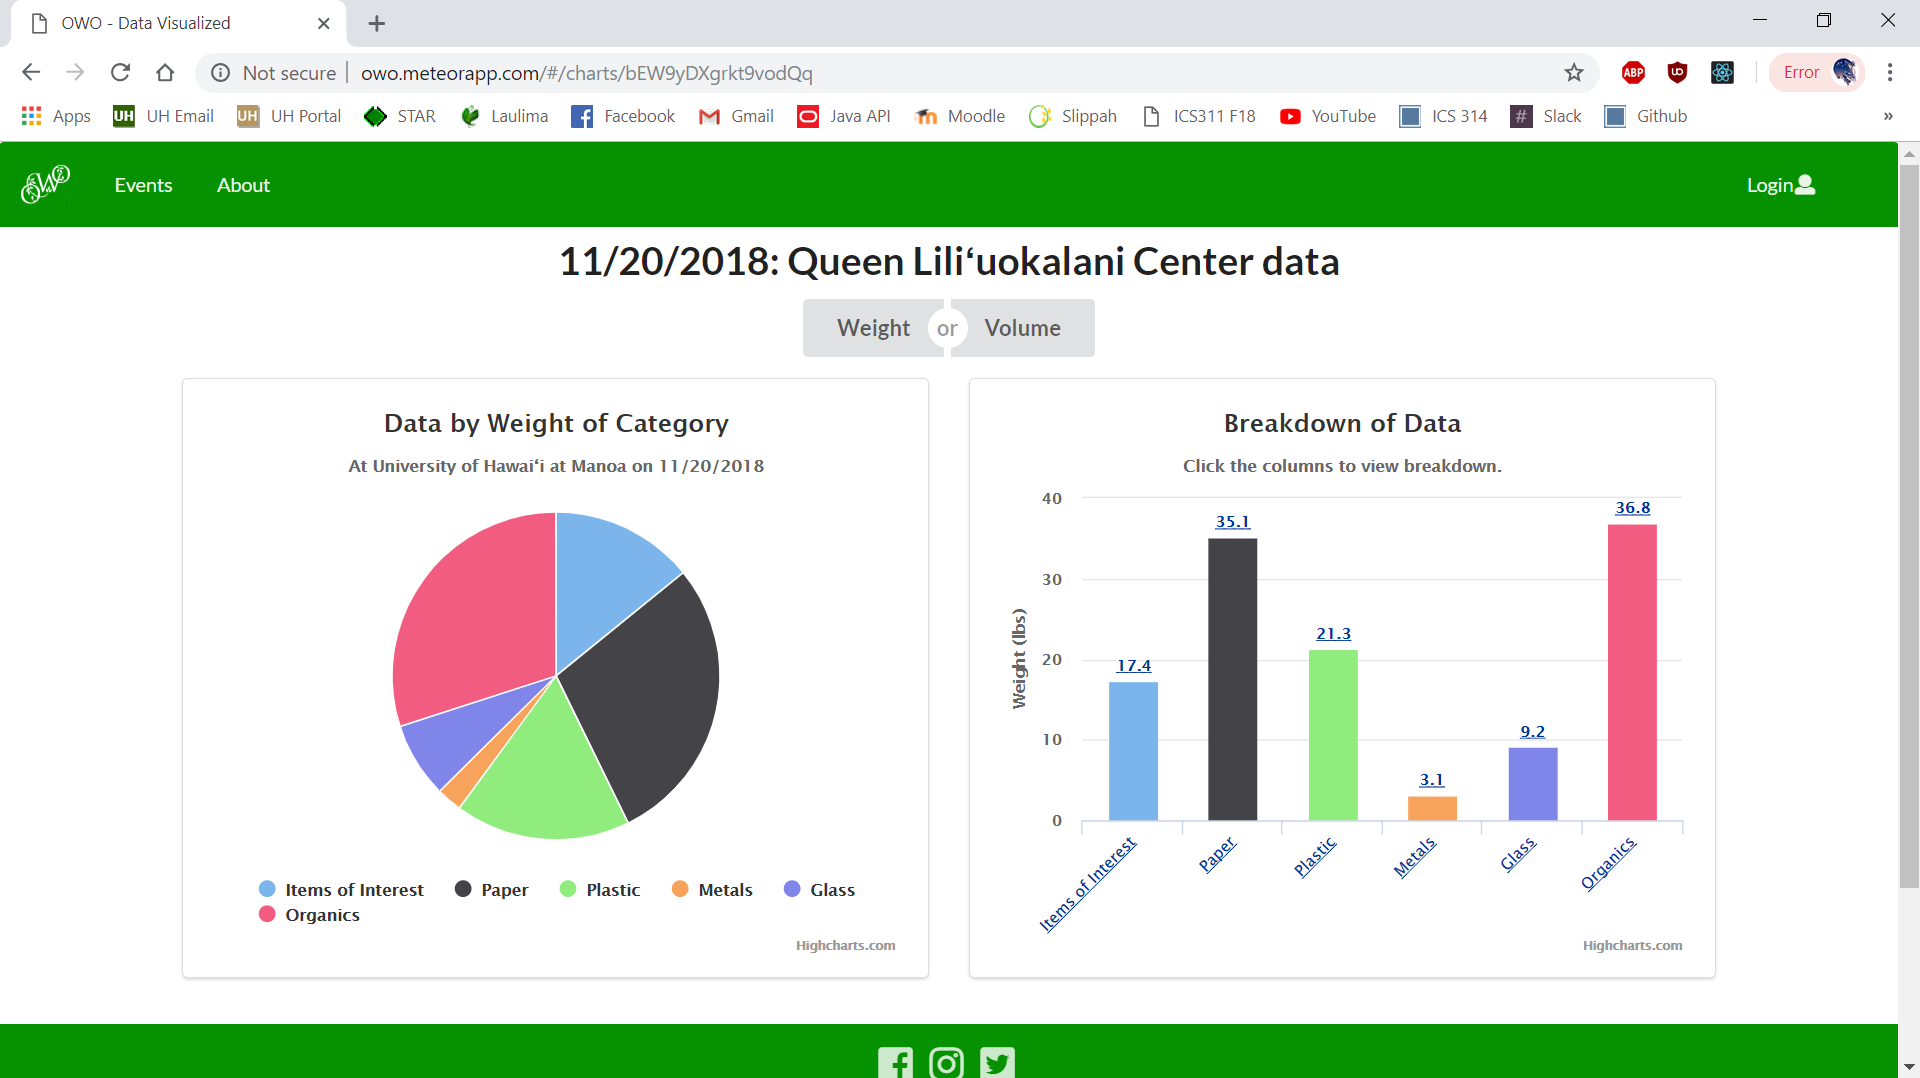 OWO - Data Visualized
Not secure owo.meteorapp.com/#/charts/bEW9yDXgrkt9vodQq ABP Error
Apps UH UH Email UH UH Portal STAR Laulima Facebook Gmail Java API Moodle Slippah ICS311 F18 YouTube ICS 314 # Slack Github »
OWO Events About Login
11/20/2018: Queen Liliʻuokalani Center data
Weight or Volume
Data by Weight of Category
At University of Hawaiʻi at Manoa on 11/20/2018
Items of Interest Paper Plastic Metals Glass
Organics
Highcharts.com
Breakdown of Data
Click the columns to view breakdown.
Weight (lbs)
40
30
20
10
0
17.4
35.1
21.3
3.1
9.2
36.8
Items of Interest
Paper
Plastic
Metals
Glass
Organics
Highcharts.com